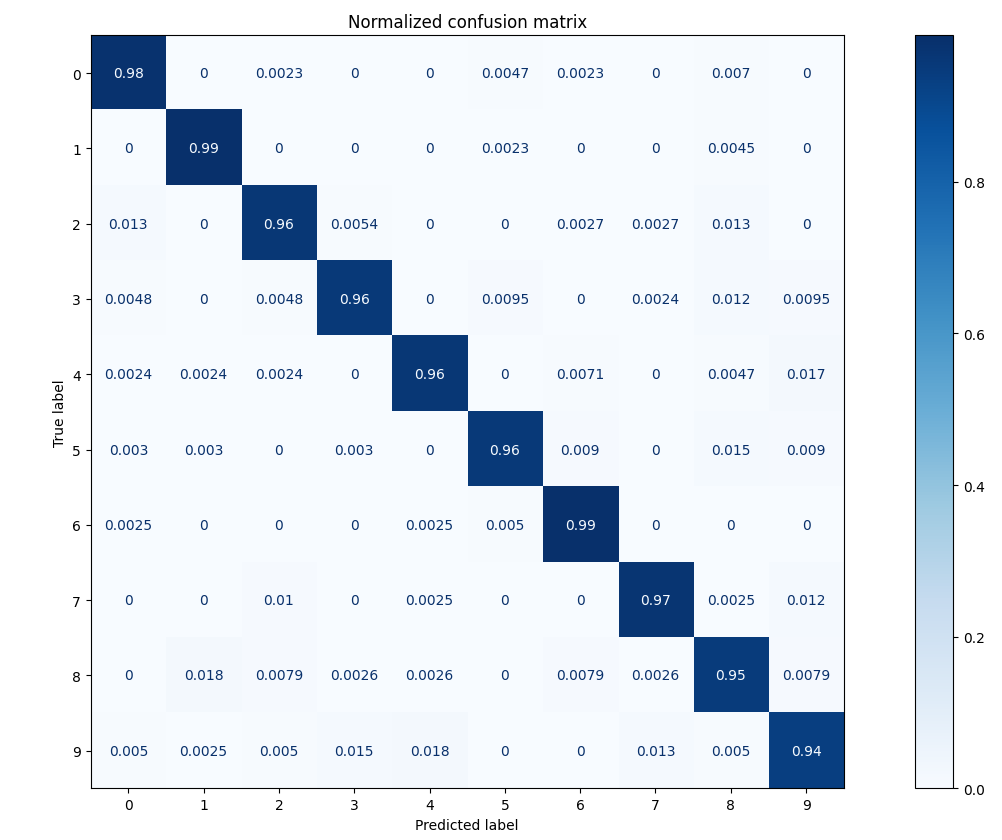 Normalized confusion matrix
0 0.98 0 0.0023 0 0 0.0047 0.0023 0 0.007 0
1 0 0.99 0 0 0 0.0023 0 0 0.0045 0
0.8
2 0.013 0 0.96 0.0054 0 0 0.0027 0.0027 0.013 0
3 0.0048 0 0.0048 0.96 0 0.0095 0 0.0024 0.012 0.0095
0.6
4 0.0024 0.0024 0.0024 0 0.96 0 0.0071 0 0.0047 0.017
True label
5 0.003 0.003 0 0.003 0 0.96 0.009 0 0.015 0.009
0.4
6 0.0025 0 0 0 0.0025 0.005 0.99 0 0 0
7 0 0 0.01 0 0.0025 0 0 0.97 0.0025 0.012
0.2
8 0 0.018 0.0079 0.0026 0.0026 0 0.0079 0.0026 0.95 0.0079
9 0.005 0.0025 0.005 0.015 0.018 0 0 0.013 0.005 0.94
0.0
0 1 2 3 4 5 6 7 8 9
Predicted label